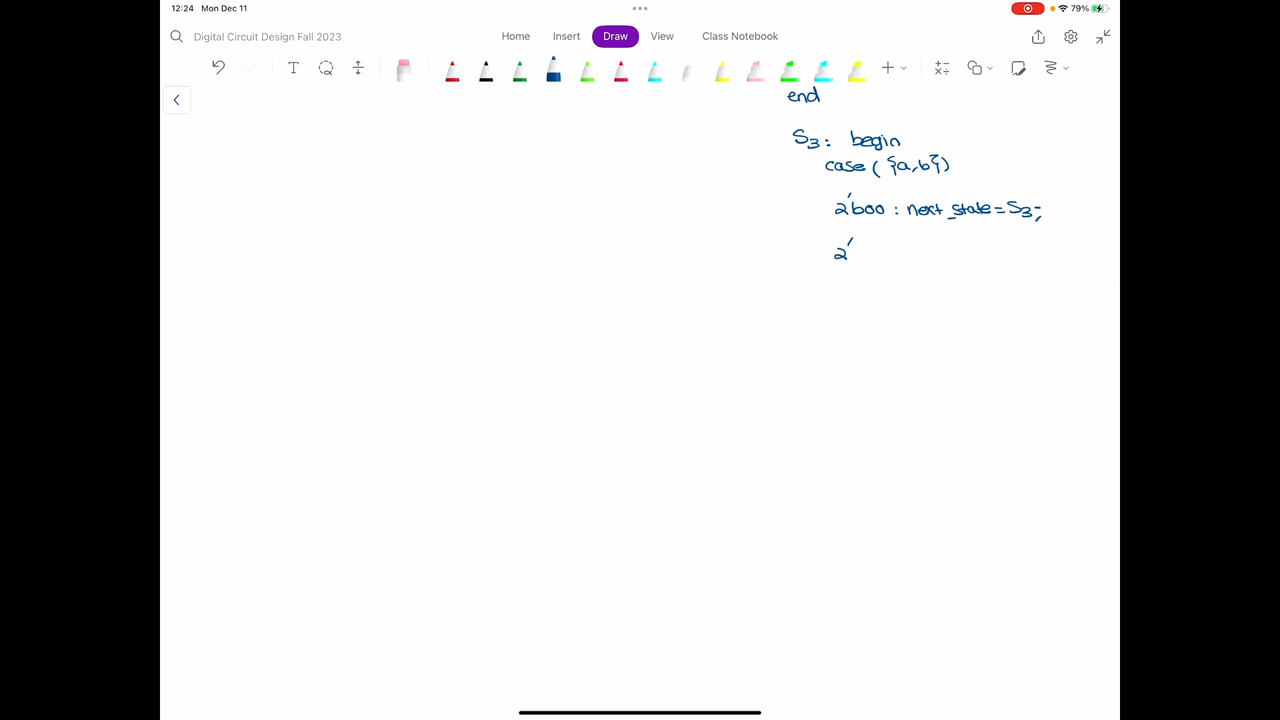 12:24 Mon Dec 11
79%
Digital Circuit Design Fall 2023
Home Insert Draw View Class Notebook
end
S3: begin
case ({a,b})
2'b00 : next_state = S3;
2'